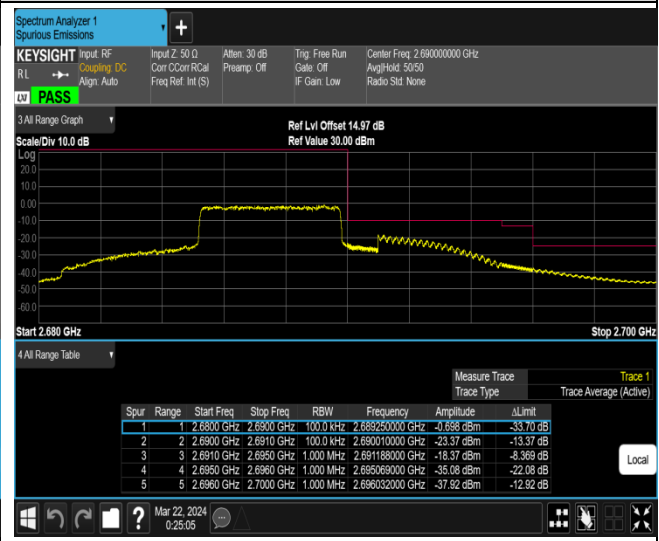 Spectrum Analyzer 1
Spurious Emissions
+
KEYSIGHT Input: RF Input Z: 50 Ω Atten: 30 dB Trig: Free Run Center Freq: 2.690000000 GHz
RL Coupling: DC Corr CCorr RCal Preamp: Off Gate: Off Avg|Hold: 50/50
Align: Auto Freq Ref: Int (S) IF Gain: Low Radio Std: None
LXI PASS
3 All Range Graph
Ref Lvl Offset 14.97 dB
Scale/Div 10.0 dB Ref Value 30.00 dBm
Log
20.0
10.0
0.00
-10.0
-20.0
-30.0
-40.0
-50.0
-60.0
Start 2.680 GHz Stop 2.700 GHz
4 All Range Table
Measure Trace Trace 1
Trace Type Trace Average (Active)
Spur Range Start Freq Stop Freq RBW Frequency Amplitude ΔLimit
1 1 2.6800 GHz 2.6900 GHz 100.0 kHz 2.689250000 GHz -0.698 dBm -33.70 dB
2 2 2.6900 GHz 2.6910 GHz 100.0 kHz 2.690010000 GHz -23.37 dBm -13.37 dB
3 3 2.6910 GHz 2.6950 GHz 1.000 MHz 2.691188000 GHz -18.37 dBm -8.369 dB
4 4 2.6950 GHz 2.6960 GHz 1.000 MHz 2.695069000 GHz -35.08 dBm -22.08 dB
5 5 2.6960 GHz 2.7000 GHz 1.000 MHz 2.696032000 GHz -37.92 dBm -12.92 dB
Local
? Mar 22, 2024
0:25:05